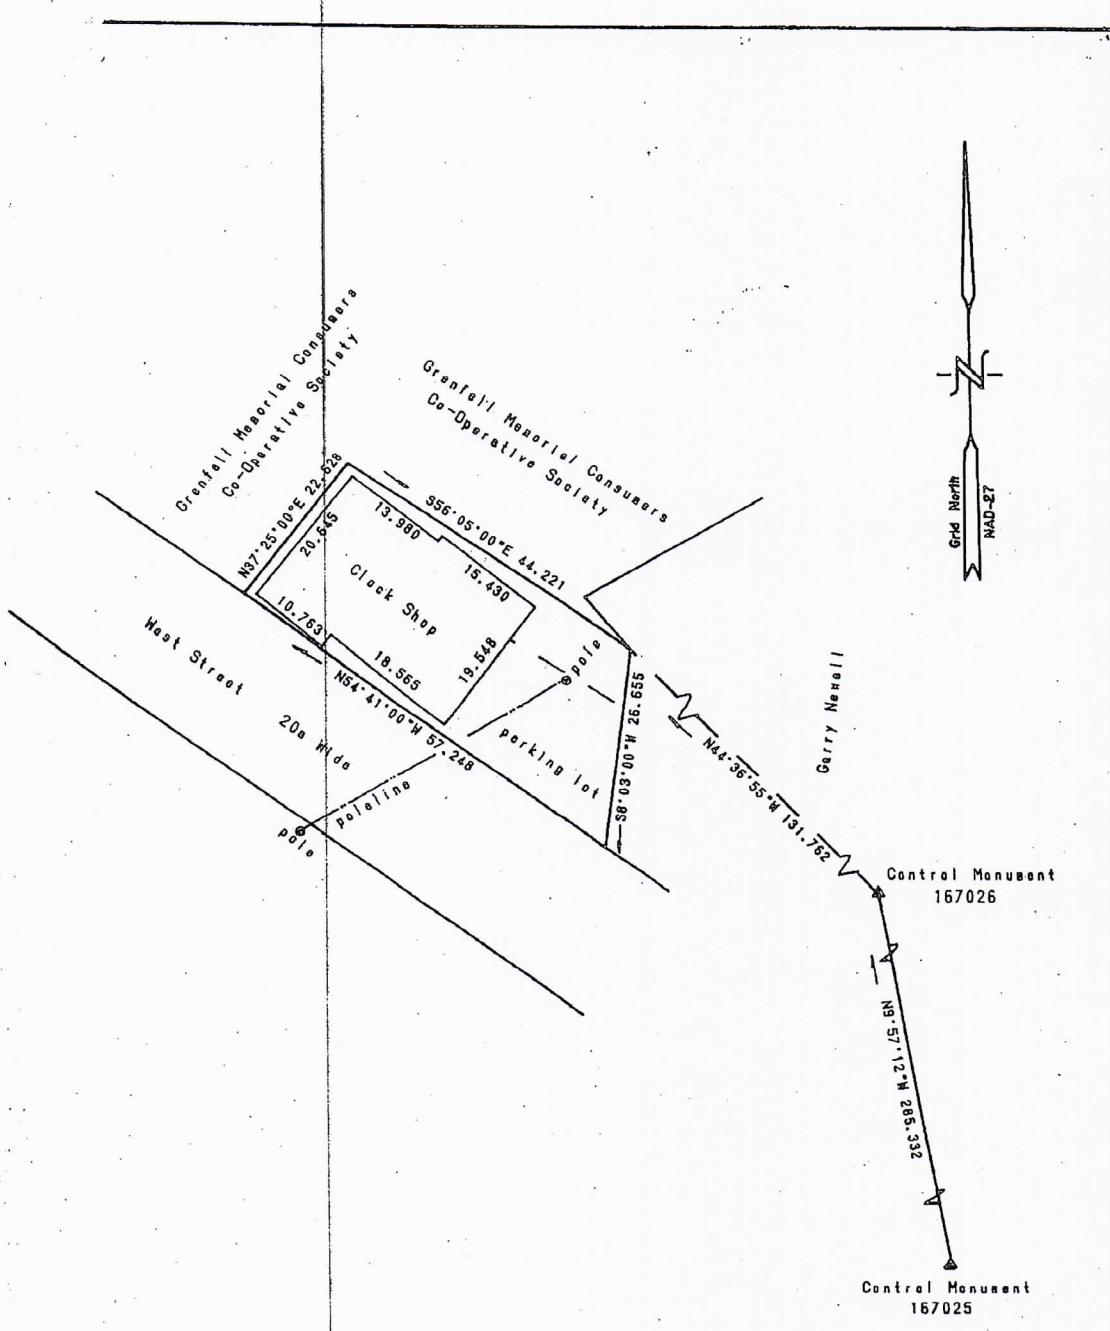 Grid North
NAD-27
Grenfell Memorial Consumers
Co-Operative Society
Grenfell Memorial Consumers
Co-Operative Society
N37°25'00"E 22.528
S56°05'00"E 44.221
20.645
13.980
15.430
Clock Shop
10.763
18.565
19.548
pole
West Street
20m Wide
N54°41'00"W 57.248
parking lot
S8°03'00"W 26.655
poleline
pole
N44°36'55"W 131.762
Garry Newell
Control Monument
167026
N9°57'12"W 285.332
Control Monument
167025